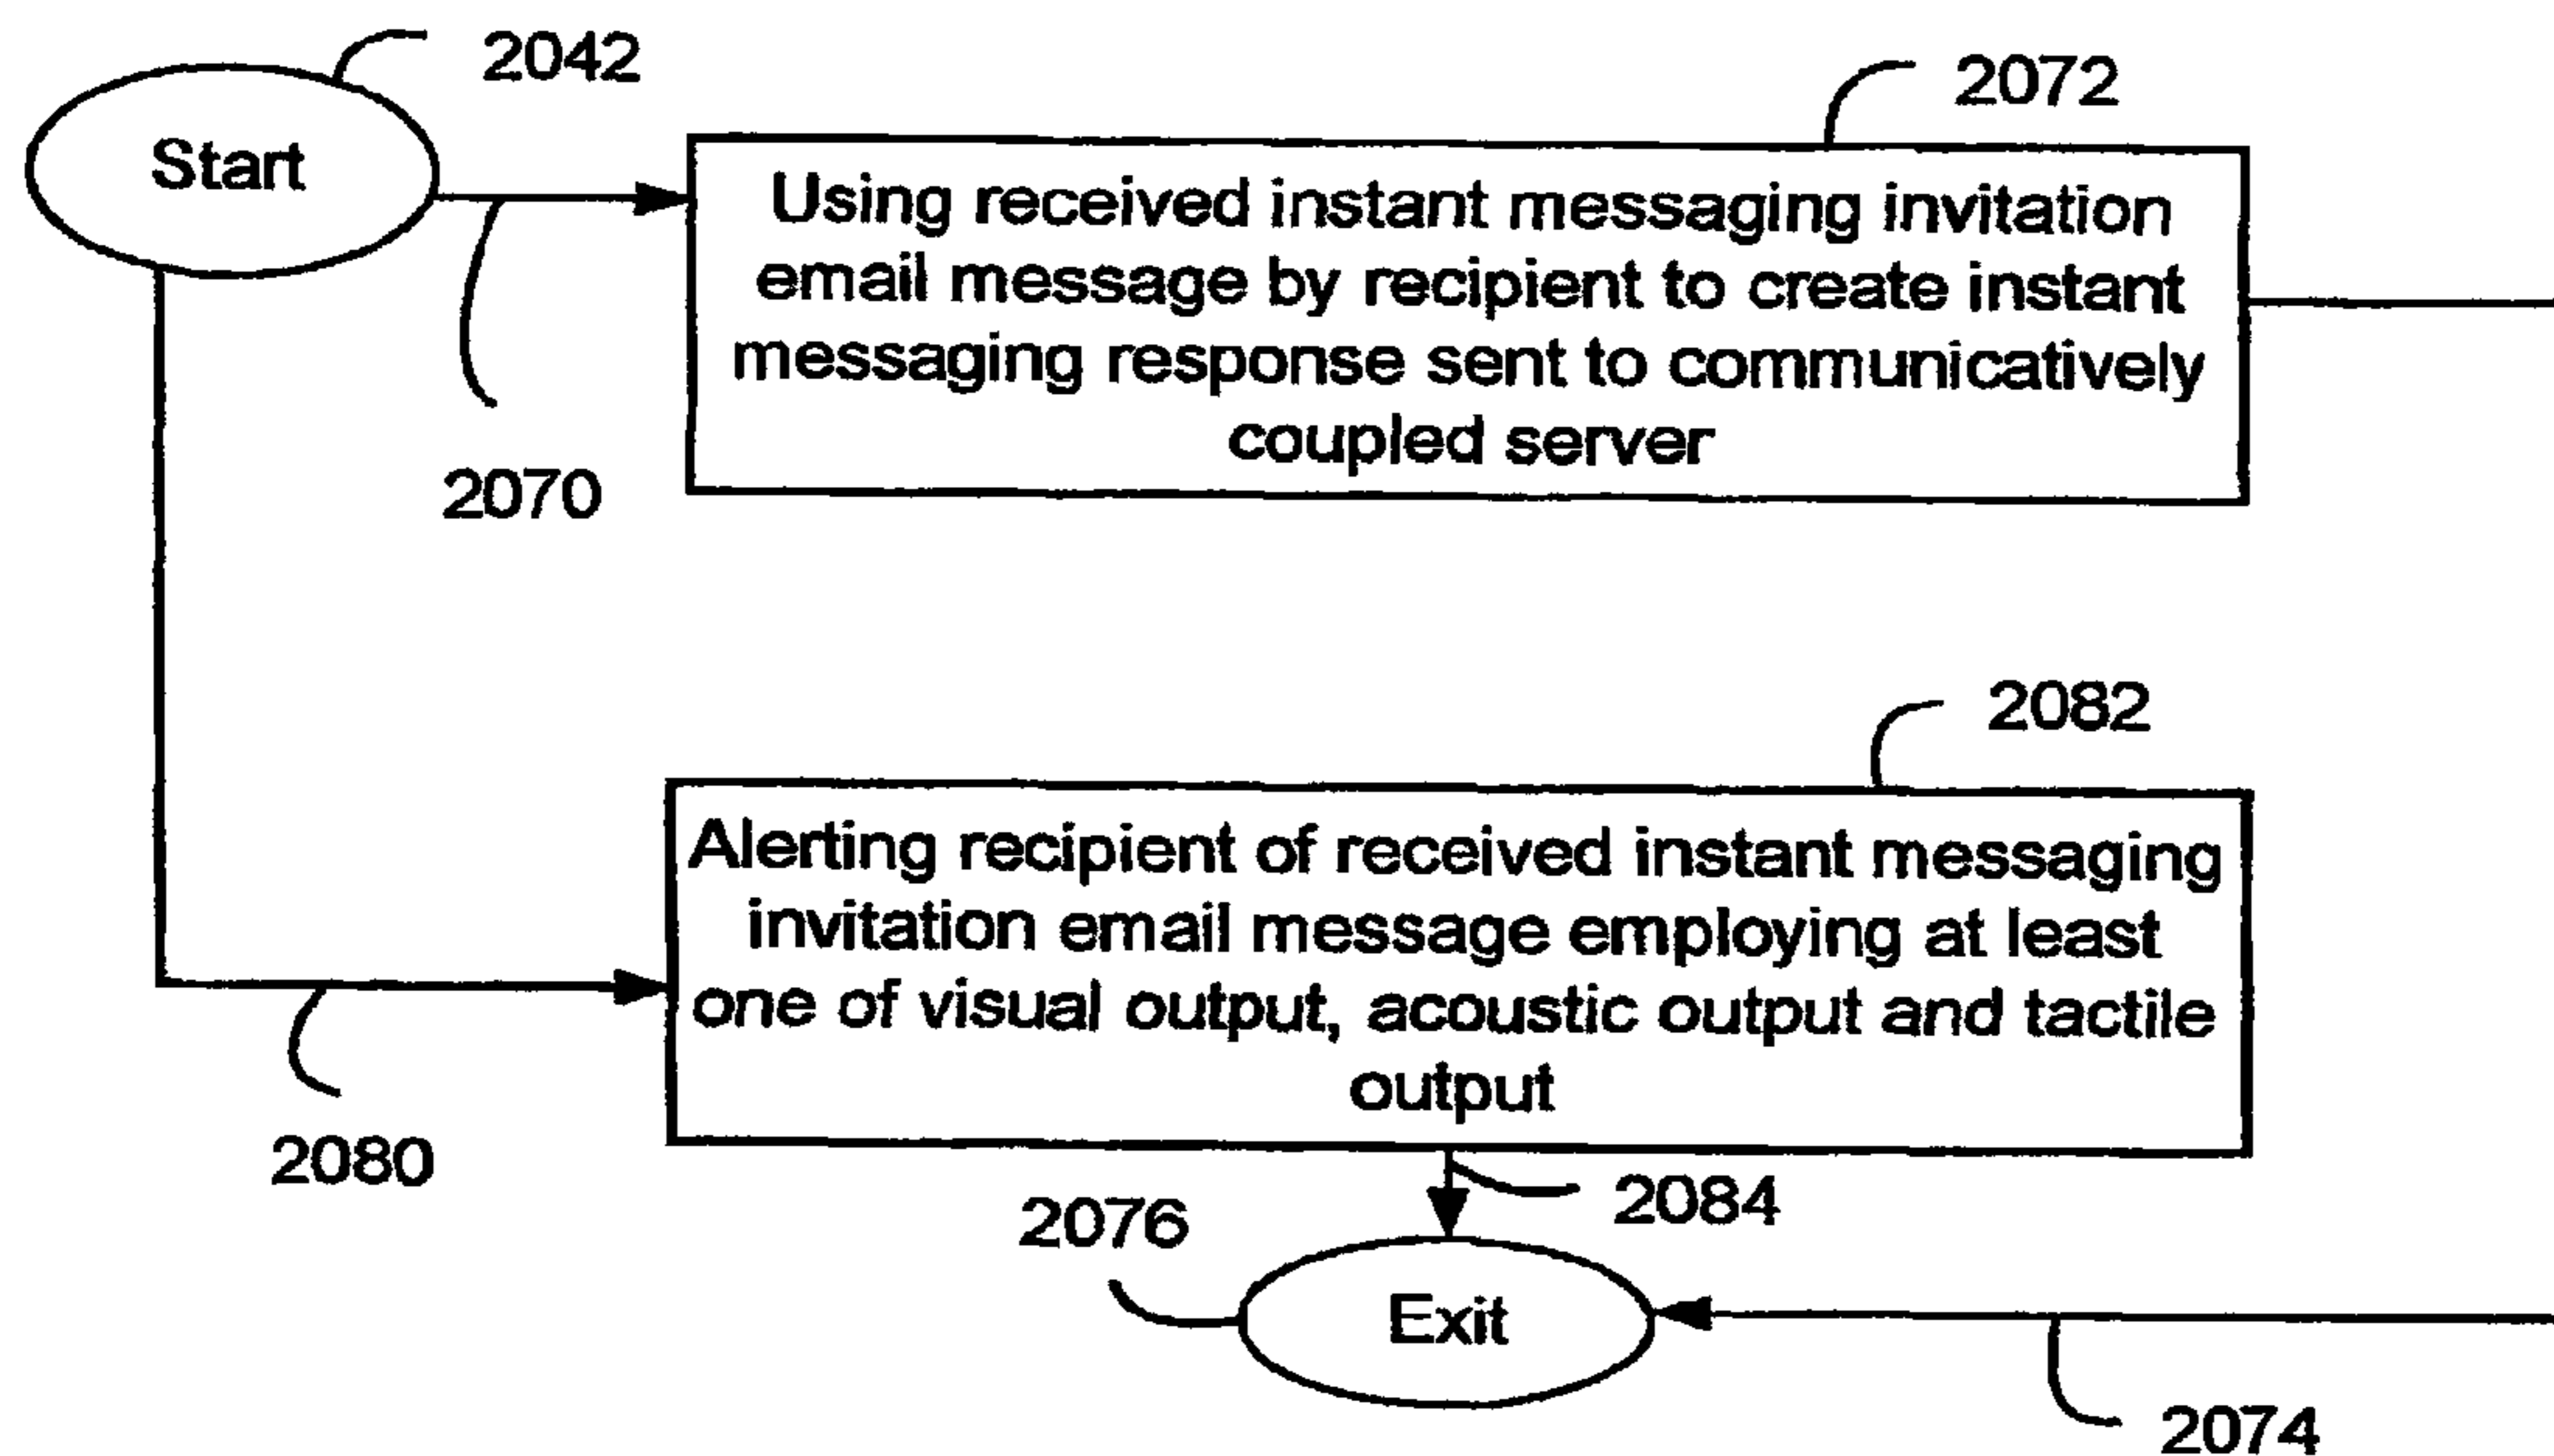 2042
Start
2072
Using received instant messaging invitation
email message by recipient to create instant
messaging response sent to communicatively
coupled server
2070
2082
Alerting recipient of received instant messaging
invitation email message employing at least
one of visual output, acoustic output and tactile
output
2080
2084
2076
Exit
2074